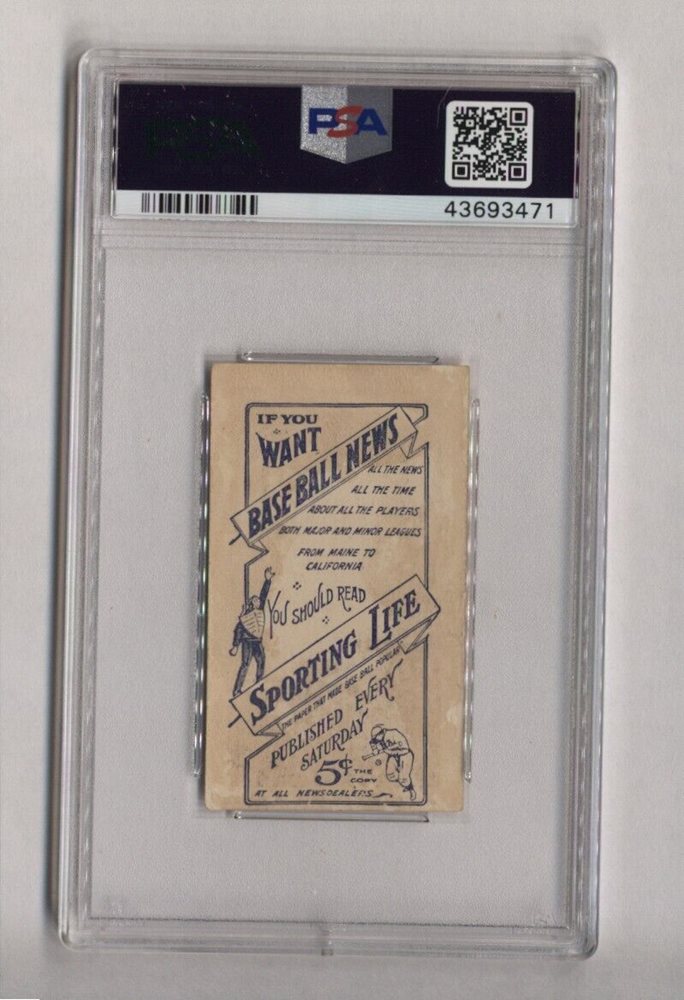 PSA
43693471
IF YOU
WANT
BASE BALL NEWS
ALL THE NEWS
ALL THE TIME
ABOUT ALL THE PLAYERS
BOTH MAJOR AND MINOR LEAGUES
FROM MAINE TO
CALIFORNIA
YOU SHOULD READ
SPORTING LIFE
THE PAPER THAT MADE BASE BALL POPULAR
PUBLISHED EVERY
SATURDAY
5¢ THE
COPY
AT ALL NEWSDEALERS